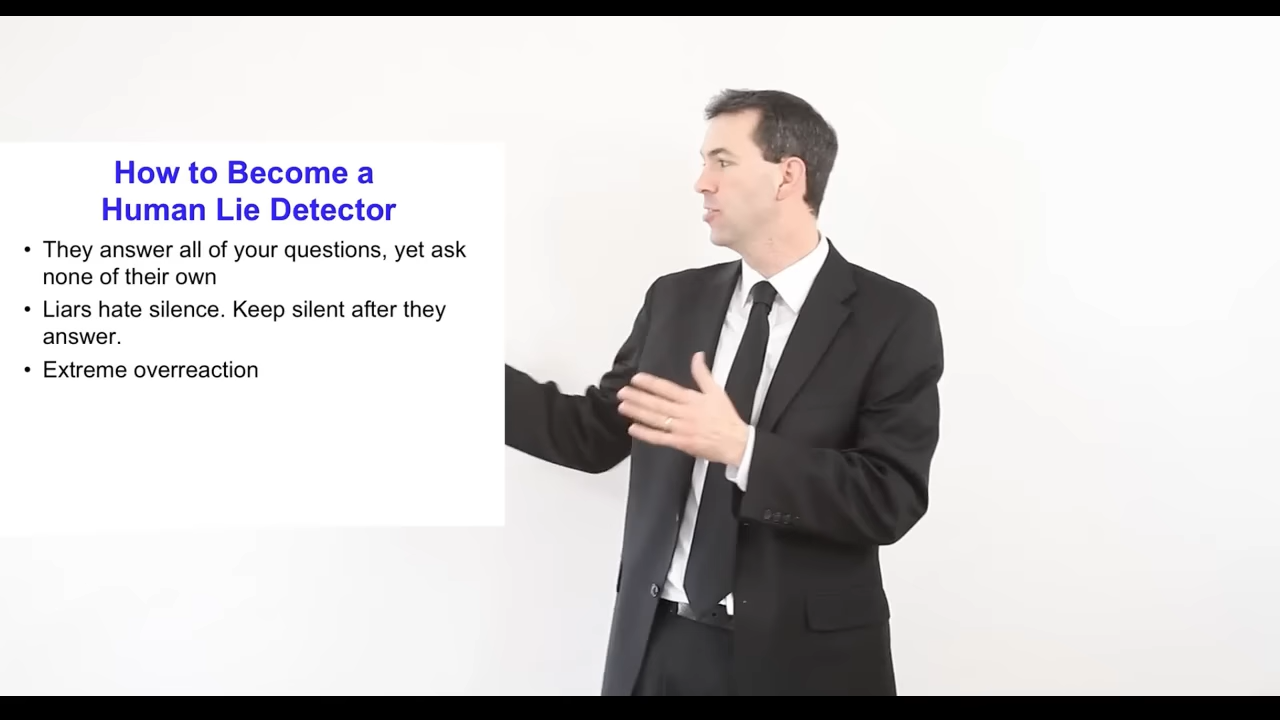 How to Become a
Human Lie Detector
• They answer all of your questions, yet ask
none of their own
• Liars hate silence. Keep silent after they
answer.
• Extreme overreaction